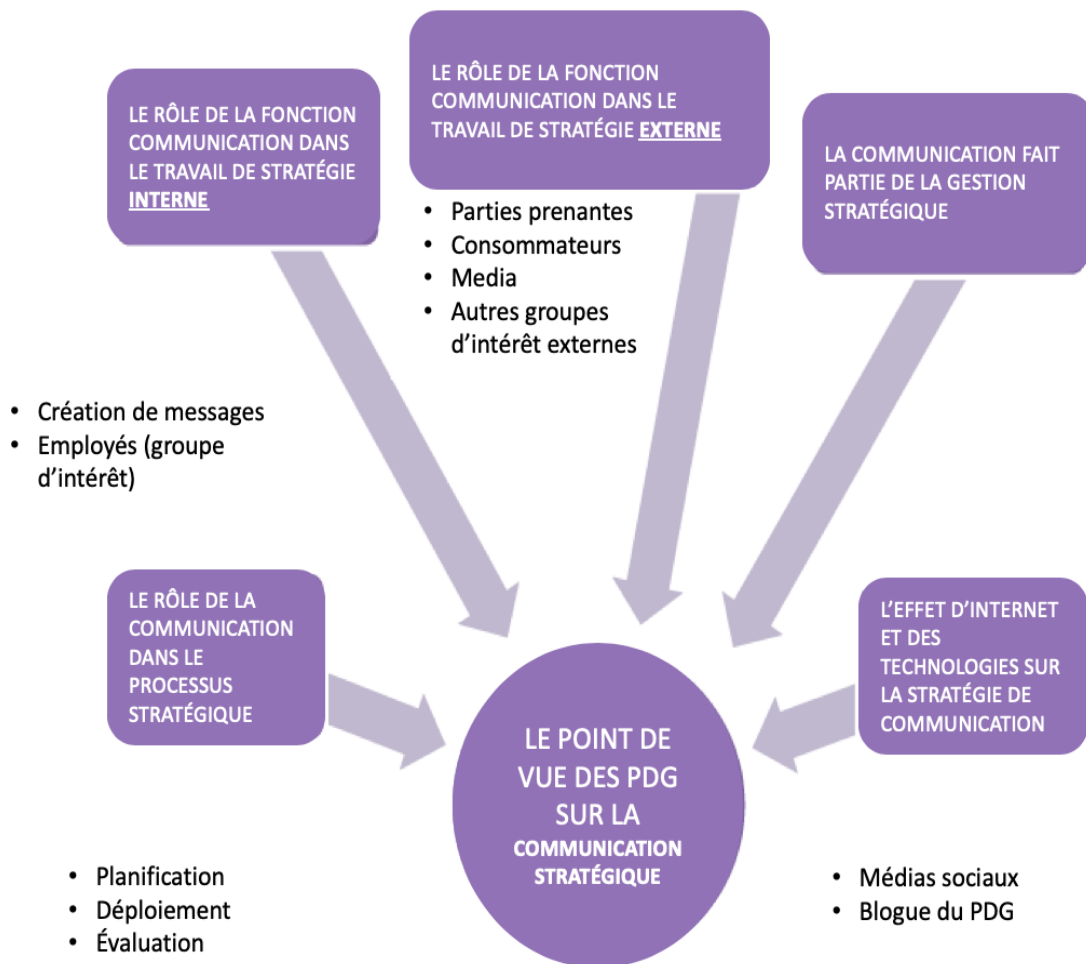 LE RÔLE DE LA FONCTION
COMMUNICATION DANS
LE TRAVAIL DE STRATÉGIE
INTERNE
LE RÔLE DE LA FONCTION
COMMUNICATION DANS LE
TRAVAIL DE STRATÉGIE EXTERNE
LA COMMUNICATION FAIT
PARTIE DE LA GESTION
STRATÉGIQUE
• Parties prenantes
• Consommateurs
• Media
• Autres groupes
d'intérêt externes
• Création de messages
• Employés (groupe
d'intérêt)
LE RÔLE DE LA
COMMUNICATION
DANS LE
PROCESSUS
STRATÉGIQUE
L'EFFET D'INTERNET
ET DES
TECHNOLOGIES SUR
LA STRATÉGIE DE
COMMUNICATION
LE POINT DE
VUE DES PDG
SUR LA
COMMUNICATION
STRATÉGIQUE
• Planification
• Déploiement
• Évaluation
• Médias sociaux
• Blogue du PDG